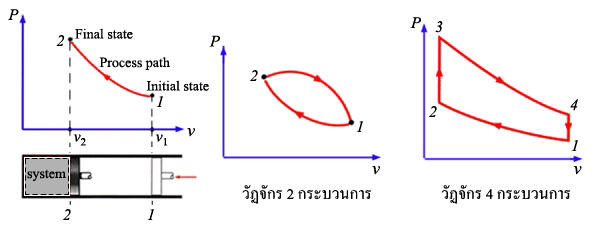 P
2
Final state
Process path
Initial state
1
v₂
v₁
v
system
2
1
P
2
1
v
วัฏจักร 2 กระบวนการ
P
3
2
4
1
v
วัฏจักร 4 กระบวนการ